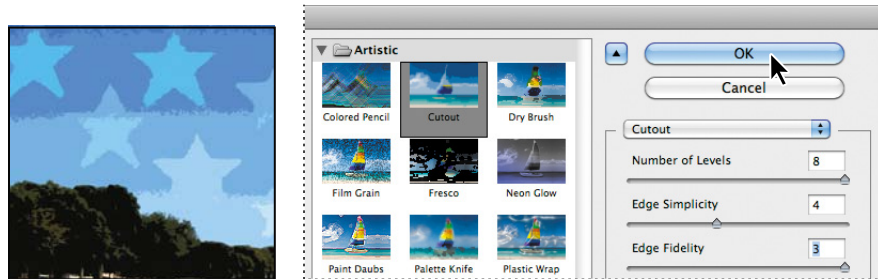 Artistic
Colored Pencil
Cutout
Dry Brush
Film Grain
Fresco
Neon Glow
Paint Daubs
Palette Knife
Plastic Wrap
OK
Cancel
Cutout
Number of Levels 8
Edge Simplicity 4
Edge Fidelity 3